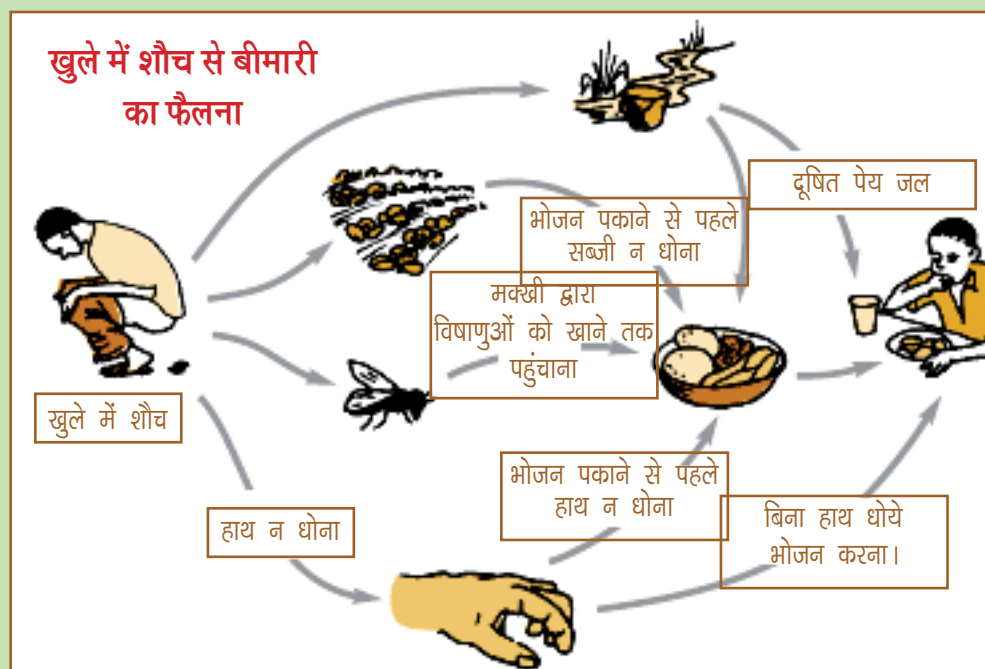 खुले में शौच से बीमारी
का फैलना
दूषित पेय जल
भोजन पकाने से पहले
सब्जी न धोना
मक्खी द्वारा
विषाणुओं को खाने तक
पहुंचाना
खुले में शौच
भोजन पकाने से पहले
हाथ न धोना
बिना हाथ धोये
भोजन करना।
हाथ न धोना